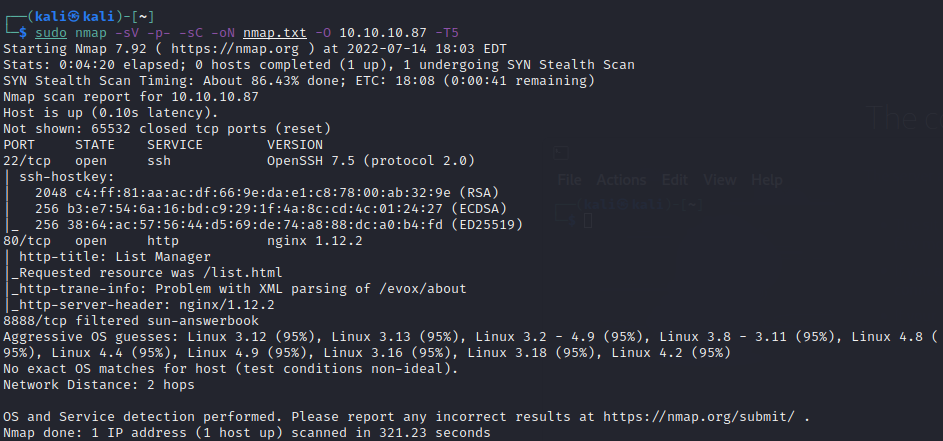 ┌──(kali㉿kali)-[~]
└─$ sudo nmap -sV -p- -sC -oN nmap.txt -O 10.10.10.87 -T5
Starting Nmap 7.92 ( https://nmap.org ) at 2022-07-14 18:03 EDT
Stats: 0:04:20 elapsed; 0 hosts completed (1 up), 1 undergoing SYN Stealth Scan
SYN Stealth Scan Timing: About 86.43% done; ETC: 18:08 (0:00:41 remaining)
Nmap scan report for 10.10.10.87
Host is up (0.10s latency).
Not shown: 65532 closed tcp ports (reset)
PORT     STATE    SERVICE        VERSION
22/tcp   open     ssh            OpenSSH 7.5 (protocol 2.0)
| ssh-hostkey:
|   2048 c4:ff:81:aa:ac:df:66:9e:da:e1:c8:78:00:ab:32:9e (RSA)
|   256 b3:e7:54:6a:16:bd:c9:29:1f:4a:8c:cd:4c:01:24:27 (ECDSA)
|_  256 38:64:ac:57:56:44:d5:69:de:74:a8:88:dc:a0:b4:fd (ED25519)
80/tcp   open     http           nginx 1.12.2
| http-title: List Manager
|_Requested resource was /list.html
|_http-trane-info: Problem with XML parsing of /evox/about
|_http-server-header: nginx/1.12.2
8888/tcp filtered sun-answerbook
Aggressive OS guesses: Linux 3.12 (95%), Linux 3.13 (95%), Linux 3.2 - 4.9 (95%), Linux 3.8 - 3.11 (95%), Linux 4.8 (
95%), Linux 4.4 (95%), Linux 4.9 (95%), Linux 3.16 (95%), Linux 3.18 (95%), Linux 4.2 (95%)
No exact OS matches for host (test conditions non-ideal).
Network Distance: 2 hops
OS and Service detection performed. Please report any incorrect results at https://nmap.org/submit/ .
Nmap done: 1 IP address (1 host up) scanned in 321.23 seconds
The c
File Actions Edit View Help
(kali㉿kali)-[~]